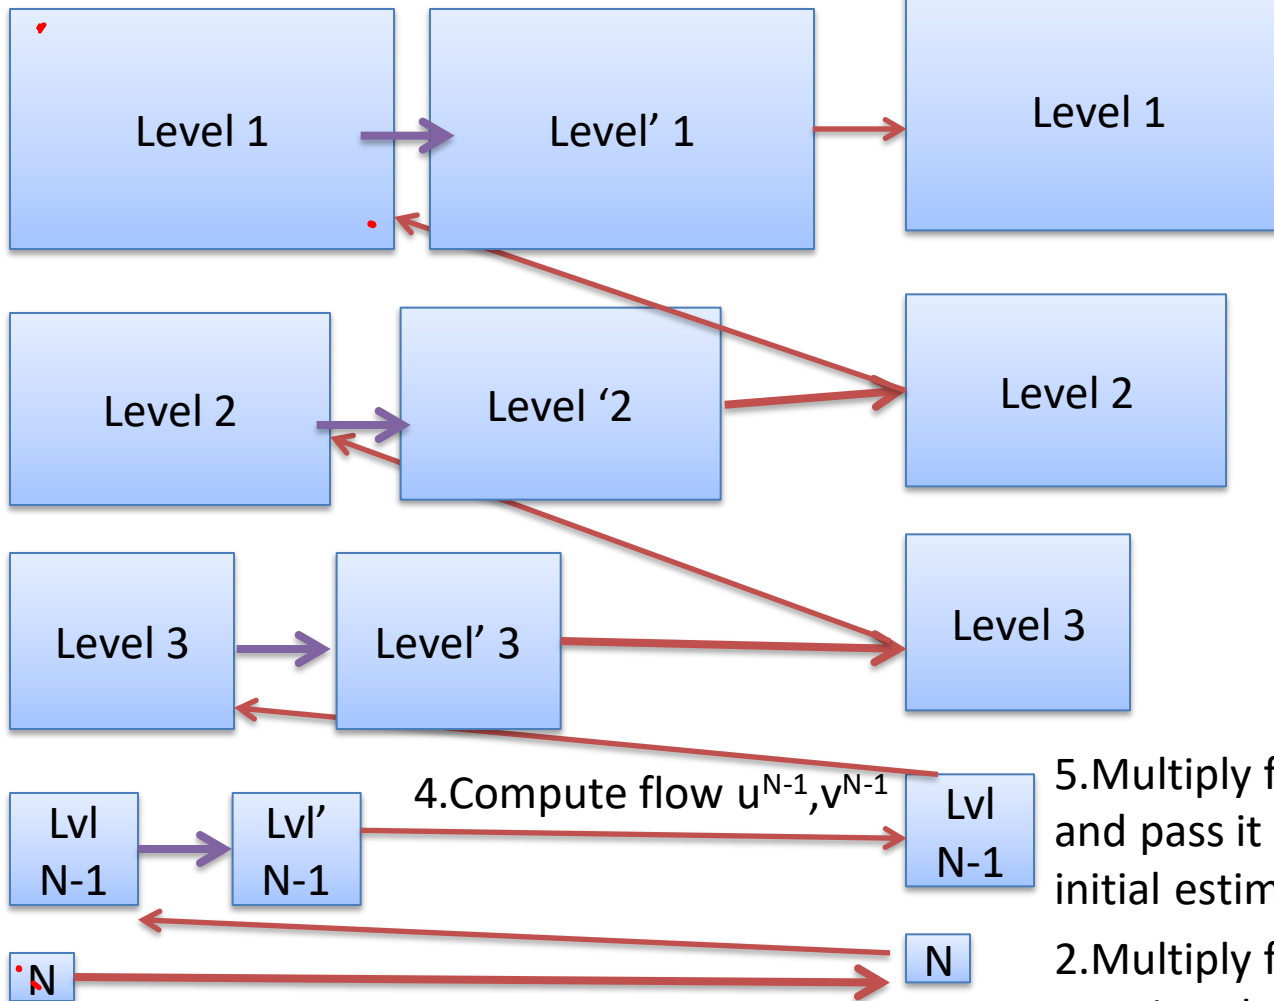 Level 1
Level’ 1
Level 1
Level 2
Level ‘2
Level 2
Level 3
Level’ 3
Level 3
4.Compute flow uᴺ⁻¹,vᴺ⁻¹
Lvl
N-1
Lvl’
N-1
Lvl
N-1
5.Multiply f
and pass it
initial estim
N
N
2.Multiply f